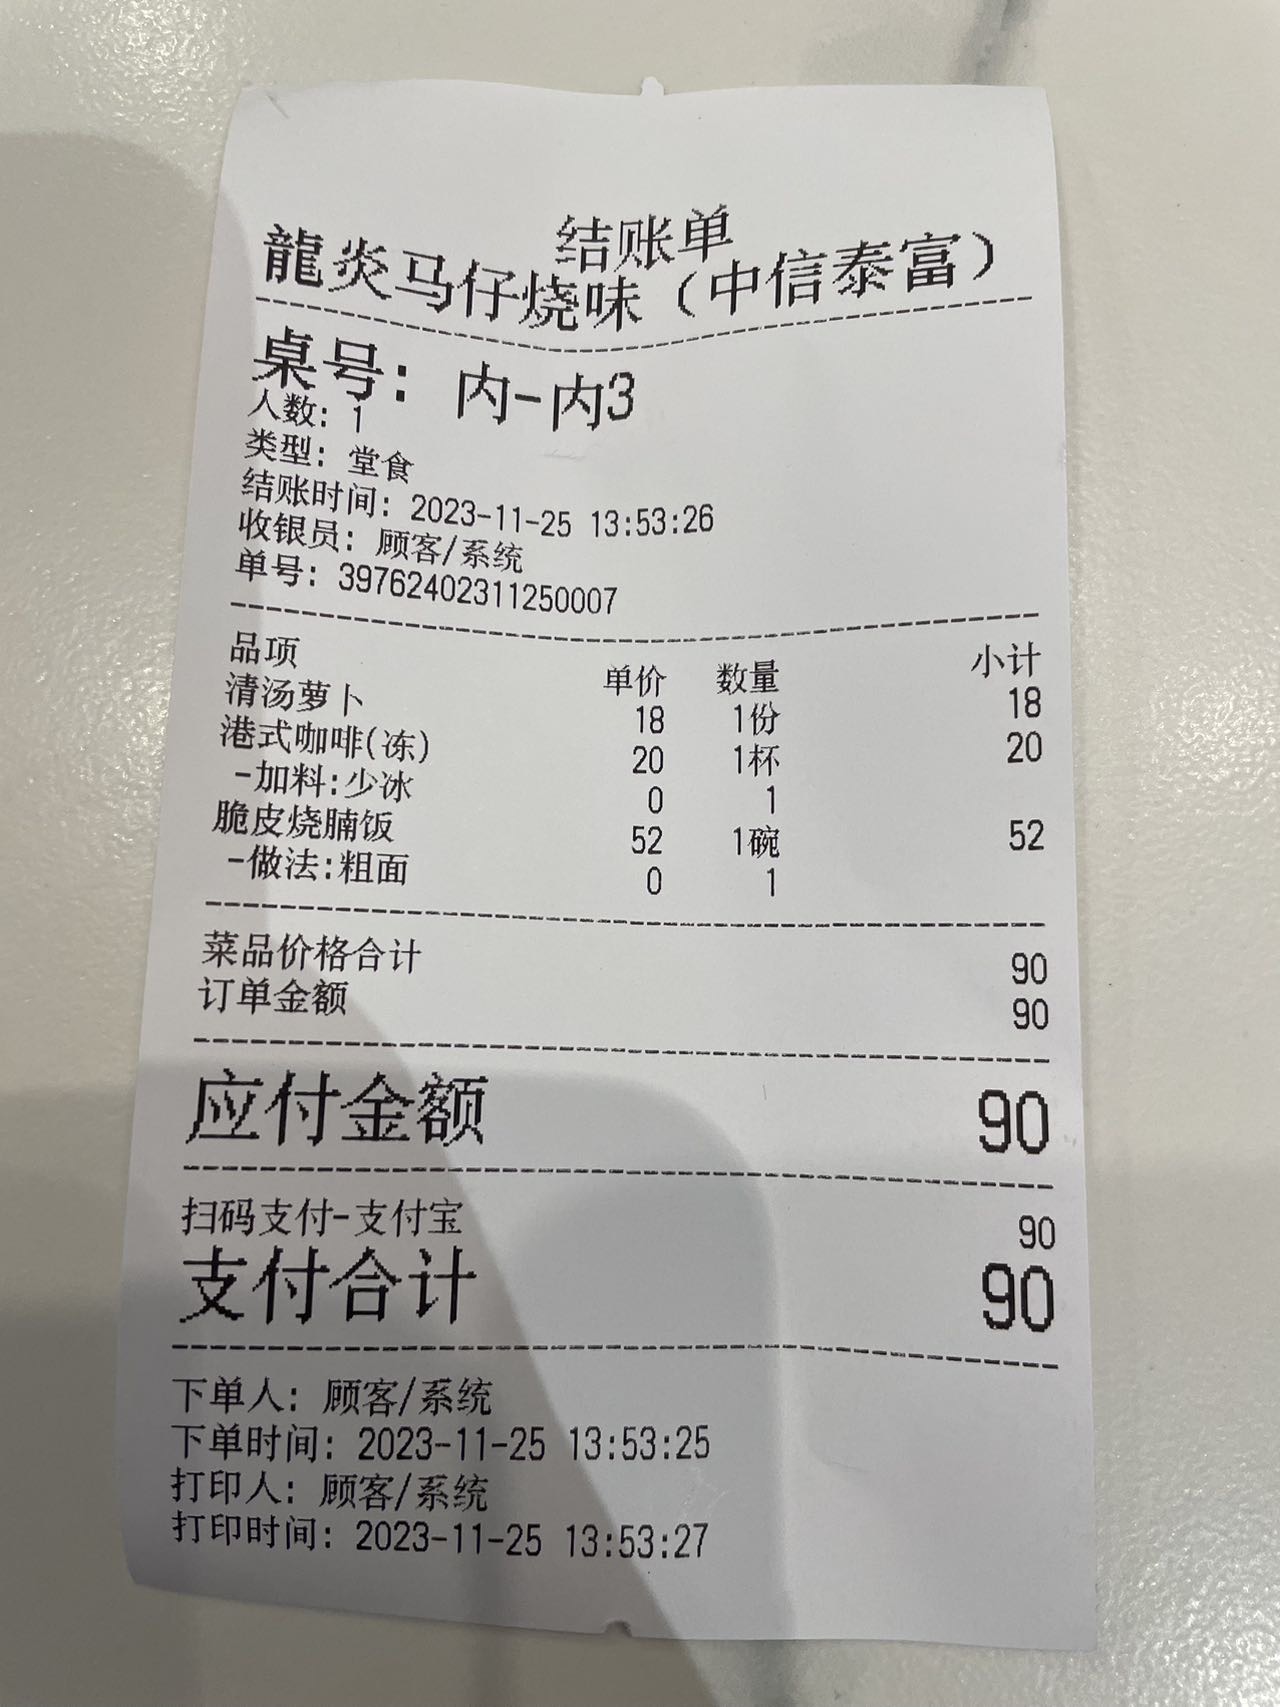 结账单
龍炎马仔烧味（中信泰富）
桌号: 内-内3
人数: 1
类型: 堂食
结账时间: 2023-11-25 13:53:26
收银员: 顾客/系统
单号: 39762402311250007
品项 单价 数量 小计
清汤萝卜 18 1份 18
港式咖啡(冻) 20 1杯 20
-加料:少冰 0 1
脆皮烧腩饭 52 1碗 52
-做法:粗面 0 1
菜品价格合计 90
订单金额 90
应付金额 90
扫码支付-支付宝 90
支付合计 90
下单人: 顾客/系统
下单时间: 2023-11-25 13:53:25
打印人: 顾客/系统
打印时间: 2023-11-25 13:53:27